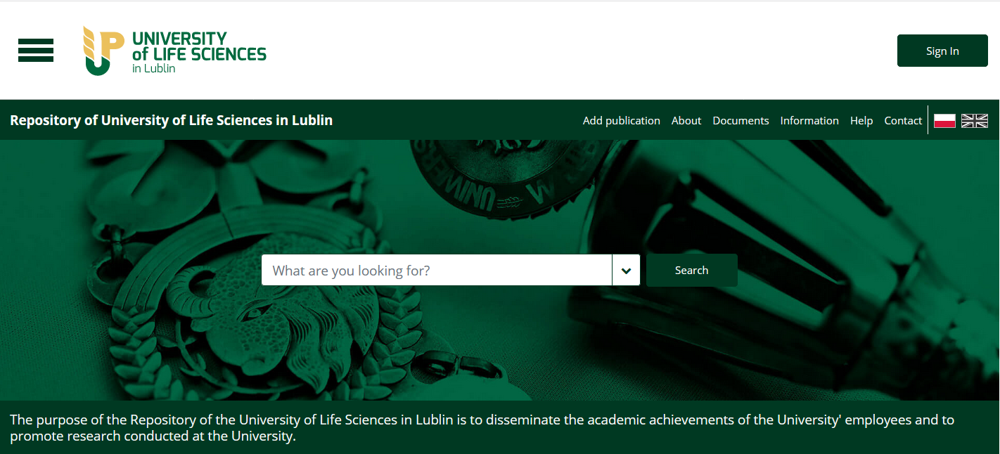 UNIVERSITY
of LIFE SCIENCES
in Lublin
Sign In
Repository of University of Life Sciences in Lublin
Add publication About Documents Information Help Contact
What are you looking for?
Search
The purpose of the Repository of the University of Life Sciences in Lublin is to disseminate the academic achievements of the University' employees and to
promote research conducted at the University.